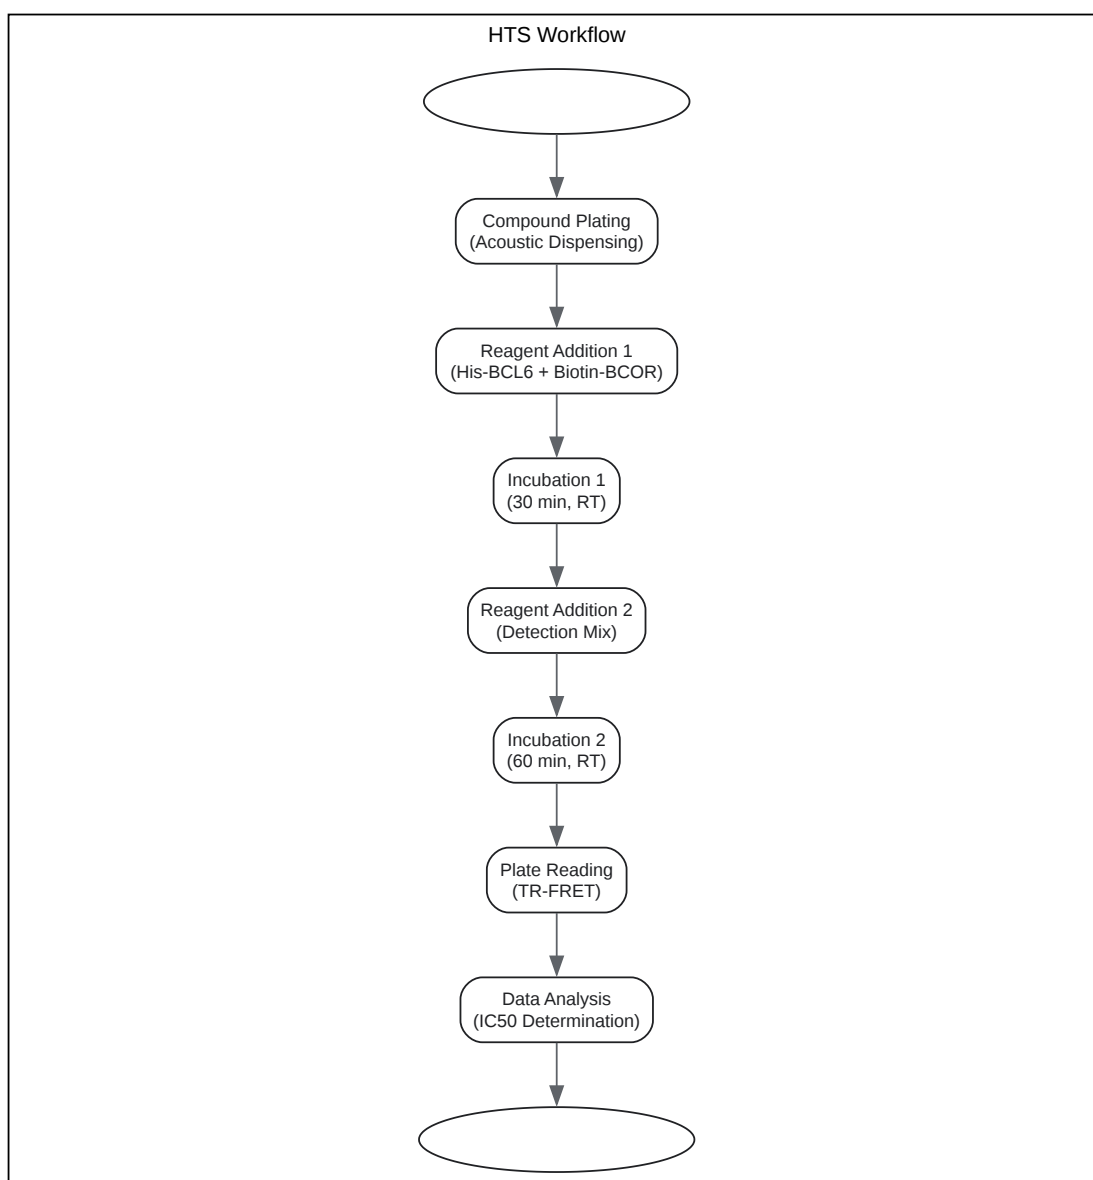 HTS Workflow
Compound Plating
(Acoustic Dispensing)
Reagent Addition 1
(His-BCL6 + Biotin-BCOR)
Incubation 1
(30 min, RT)
Reagent Addition 2
(Detection Mix)
Incubation 2
(60 min, RT)
Plate Reading
(TR-FRET)
Data Analysis
(IC50 Determination)